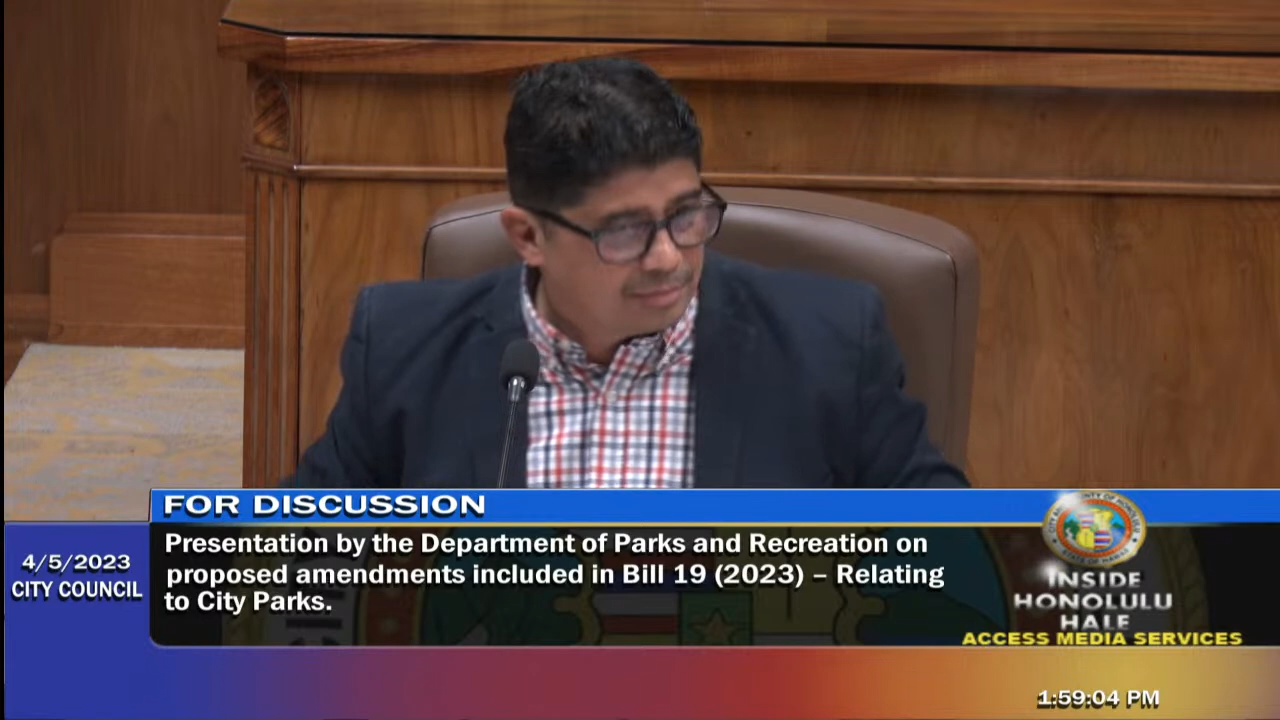 FOR DISCUSSION
4/5/2023
CITY COUNCIL
Presentation by the Department of Parks and Recreation on
proposed amendments included in Bill 19 (2023) – Relating
to City Parks.
INSIDE
HONOLULU
HALE
ACCESS MEDIA SERVICES
1:59:04 PM